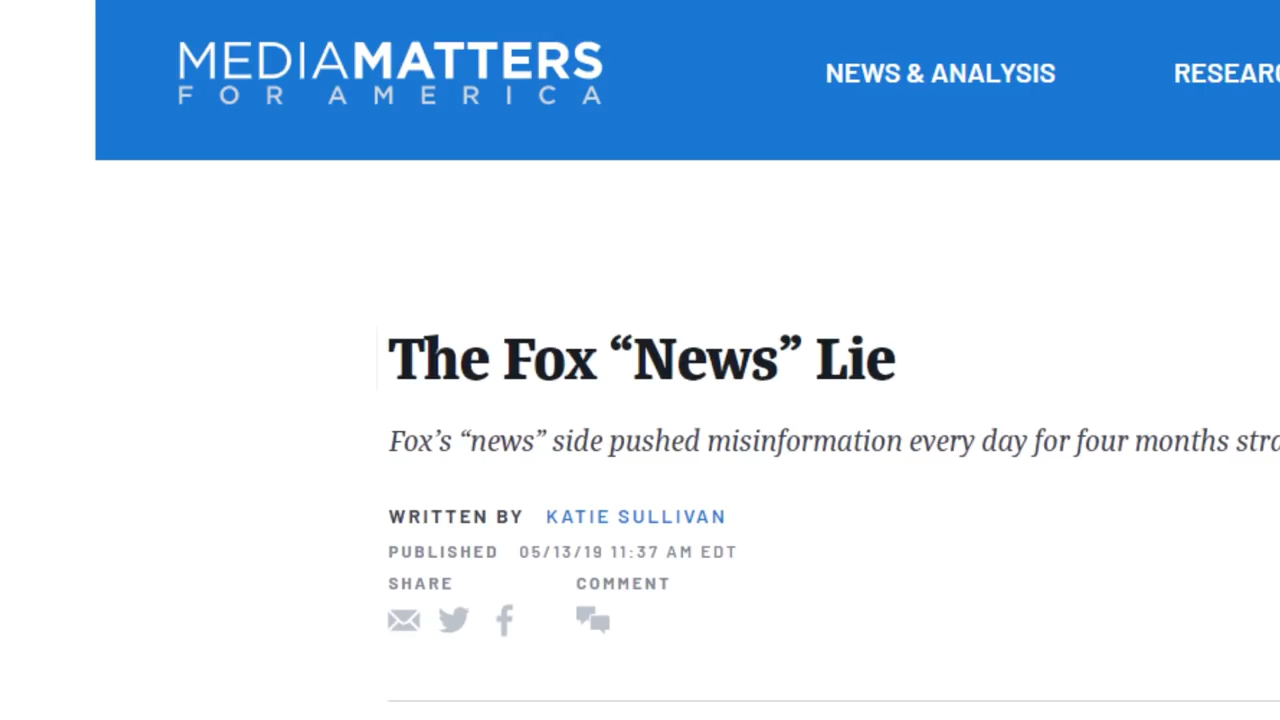 MEDIAMATTERS
FOR AMERICA
NEWS & ANALYSIS
The Fox “News” Lie
Fox’s “news” side pushed misinformation every day for four months
WRITTEN BY KATIE SULLIVAN
PUBLISHED 05/13/19 11:37 AM EDT
SHARE COMMENT